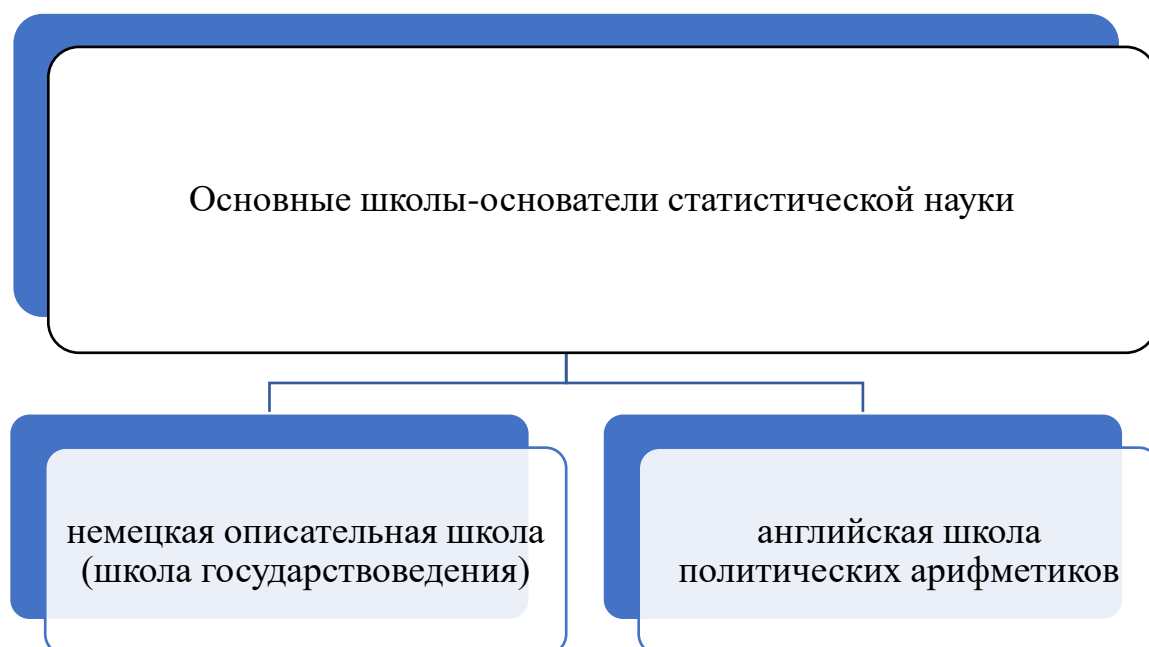 Основные школы-основатели статистической науки
немецкая описательная школа
(школа государствоведения)
английская школа
политических арифметиков